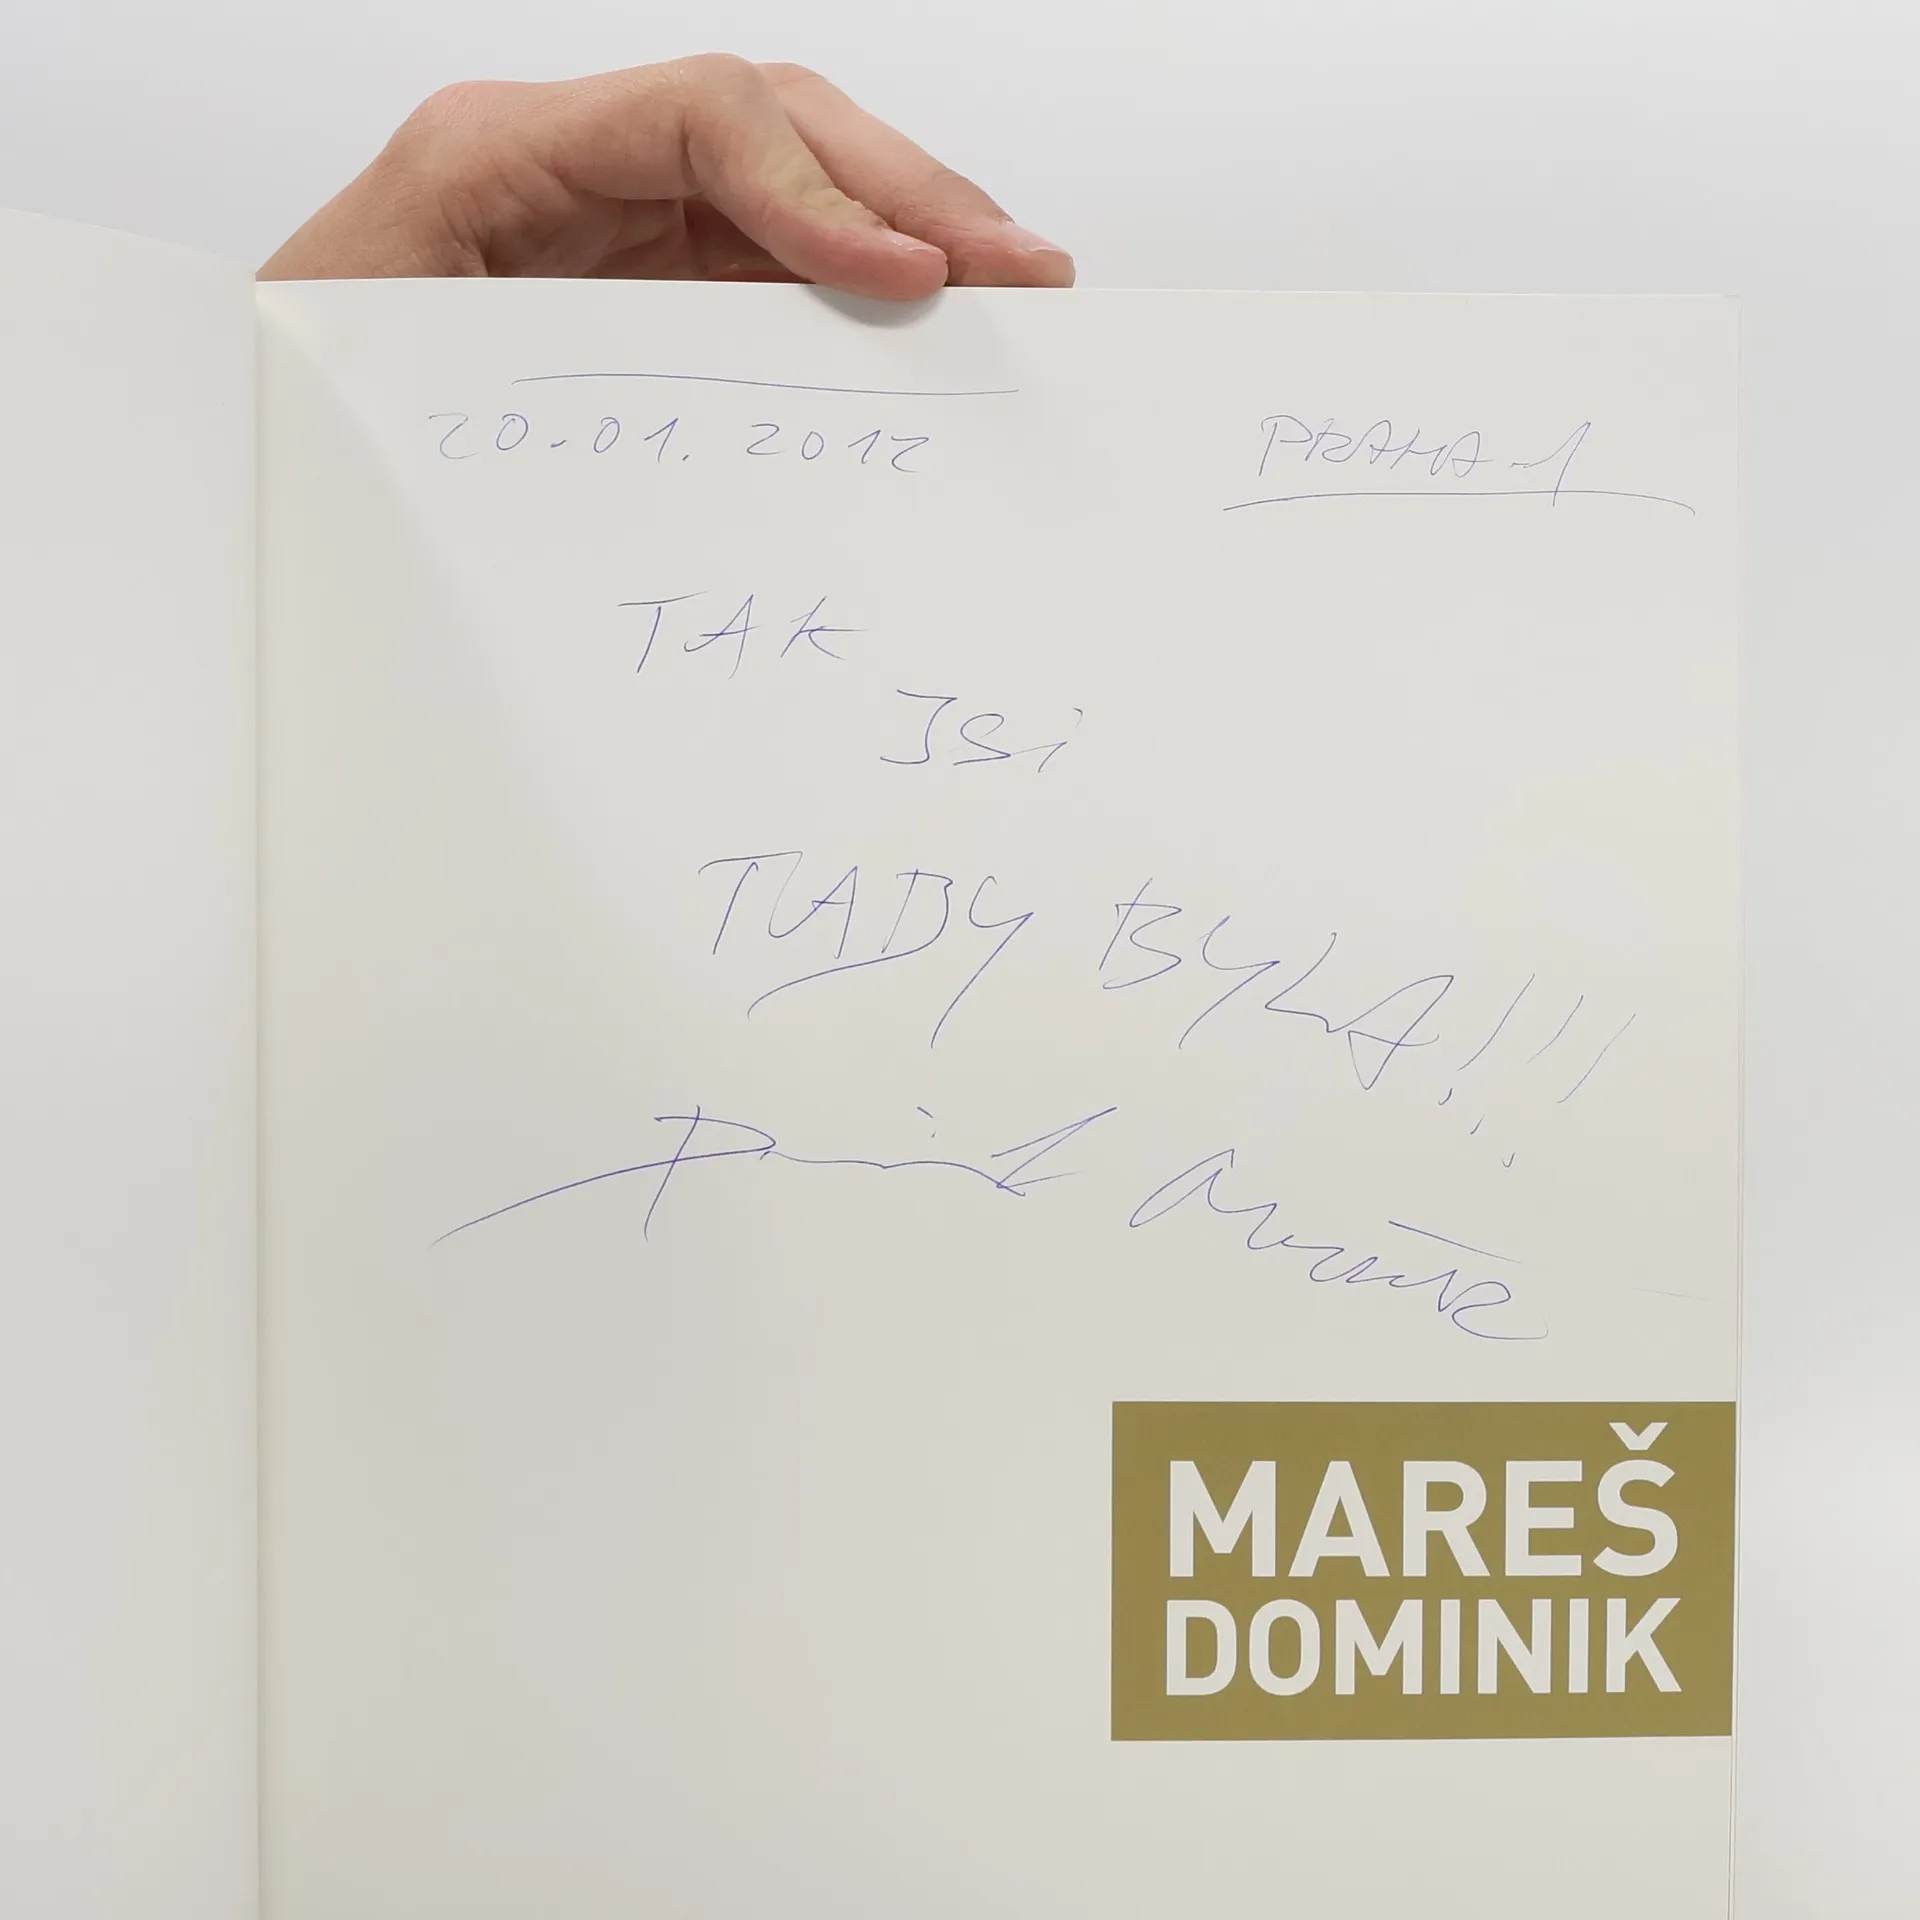 20.01.2012
PRAHA-1
TAK
JSI
TADY BYLA!!!
MAREŠ
DOMINIK